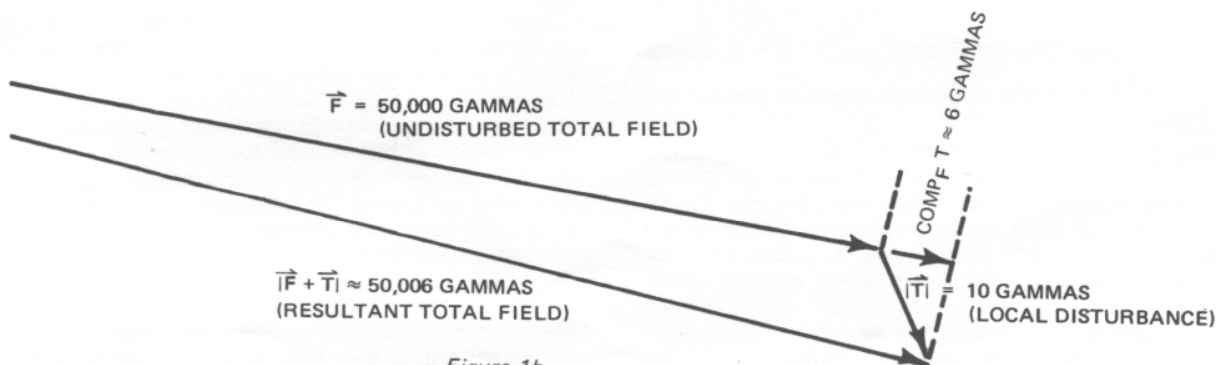 F = 50,000 GAMMAS
(UNDISTURBED TOTAL FIELD)
COMP_F T ≈ 6 GAMMAS
|F + T| ≈ 50,006 GAMMAS
(RESULTANT TOTAL FIELD)
|T| = 10 GAMMAS
(LOCAL DISTURBANCE)